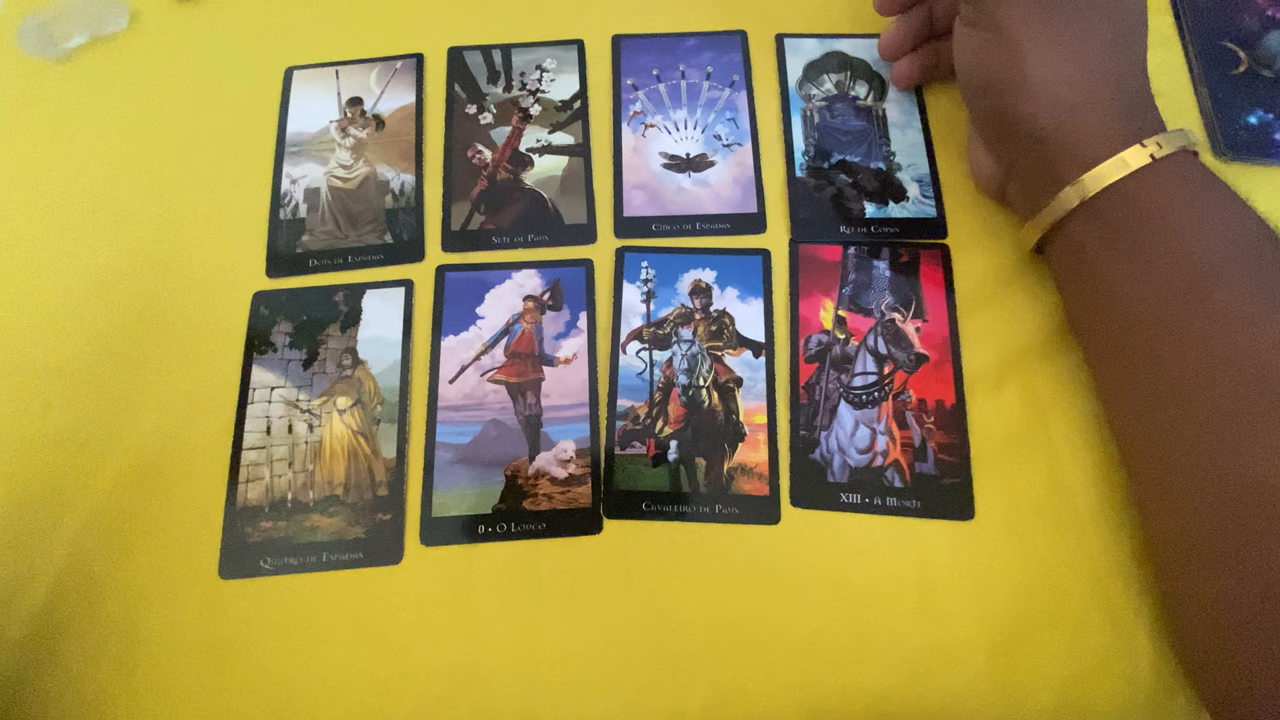 Dois de Espadas
Sete de Paus
Cinco de Espadas
Rei de Copas
Quatro de Espadas
0 • O Louco
Cavaleiro de Paus
XIII • A Morte